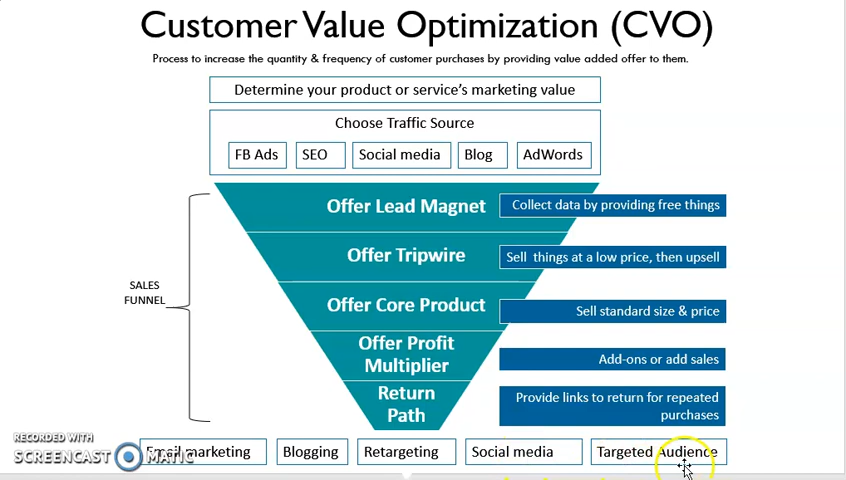 Customer Value Optimization (CVO)
Process to increase the quantity & frequency of customer purchases by providing value added offer to them.
Determine your product or service's marketing value
Choose Traffic Source
FB Ads
SEO
Social media
Blog
AdWords
Offer Lead Magnet
Collect data by providing free things
Offer Tripwire
Sell things at a low price, then upsell
SALES
FUNNEL
Offer Core Product
Sell standard size & price
Offer Profit
Multiplier
Add-ons or add sales
Return
Path
Provide links to return for repeated
purchases
RECORDED WITH
SCREENCAST MATIC
Email marketing
Blogging
Retargeting
Social media
Targeted Audience